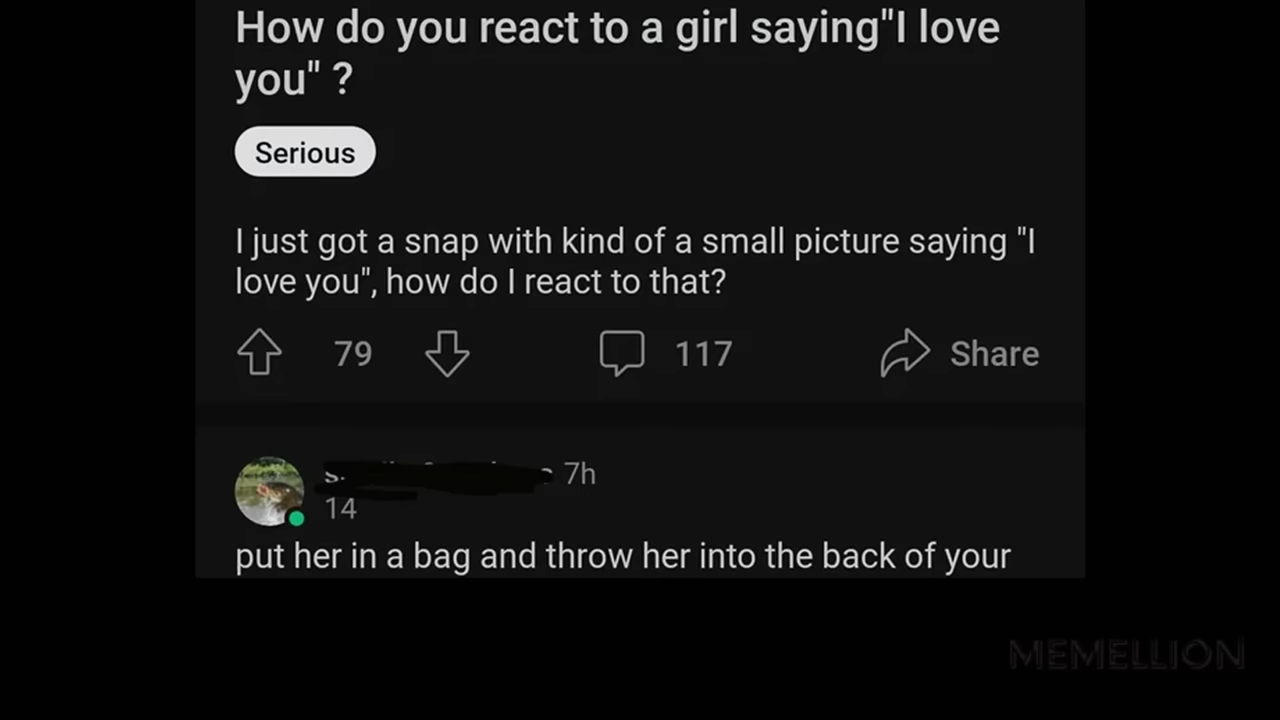 How do you react to a girl saying"I love
you" ?
Serious
I just got a snap with kind of a small picture saying "I
love you", how do I react to that?
79 117 Share
7h
14
put her in a bag and throw her into the back of your
MEMELLION